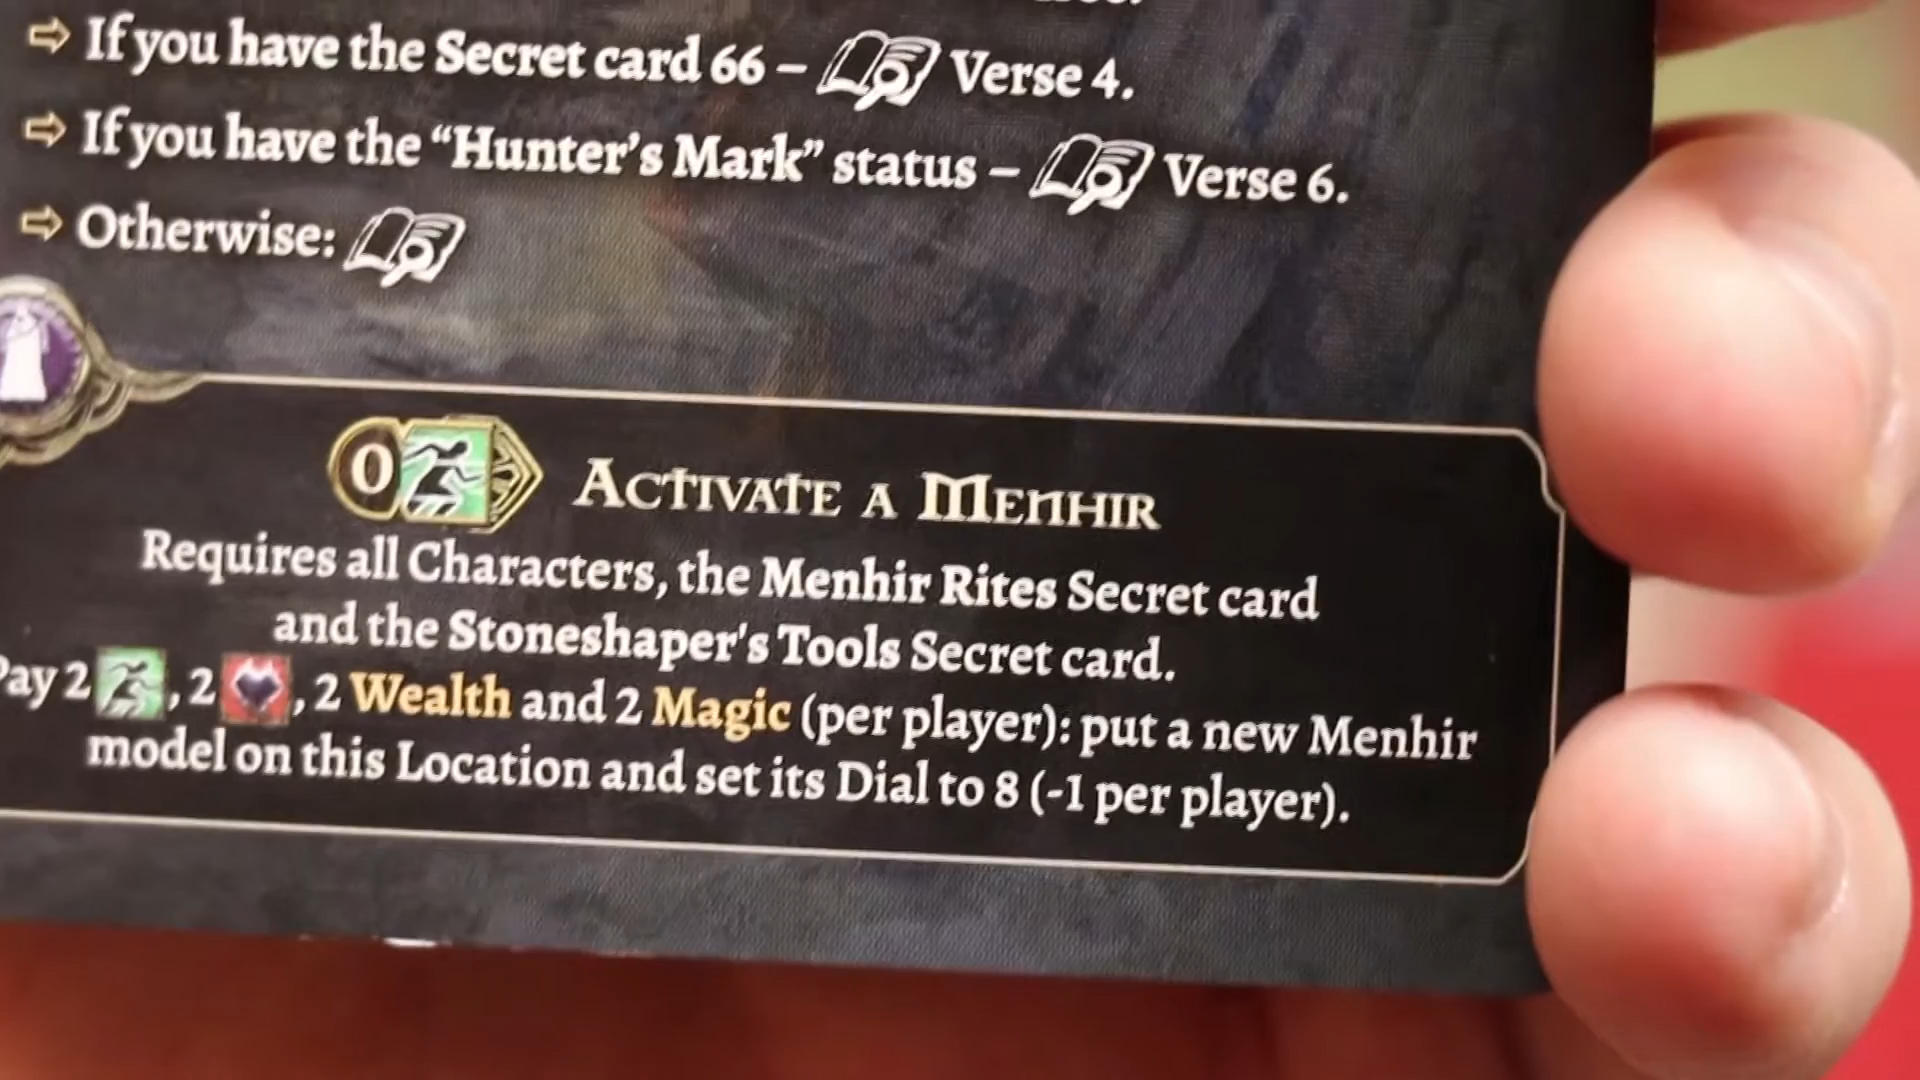 If you have the Secret card 66 – Verse 4.
If you have the “Hunter’s Mark” status – Verse 6.
Otherwise:
0 Activate a Menhir
Requires all Characters, the Menhir Rites Secret card
and the Stoneshaper's Tools Secret card.
Pay 2 , 2 , 2 Wealth and 2 Magic (per player): put a new Menhir
model on this Location and set its Dial to 8 (-1 per player).